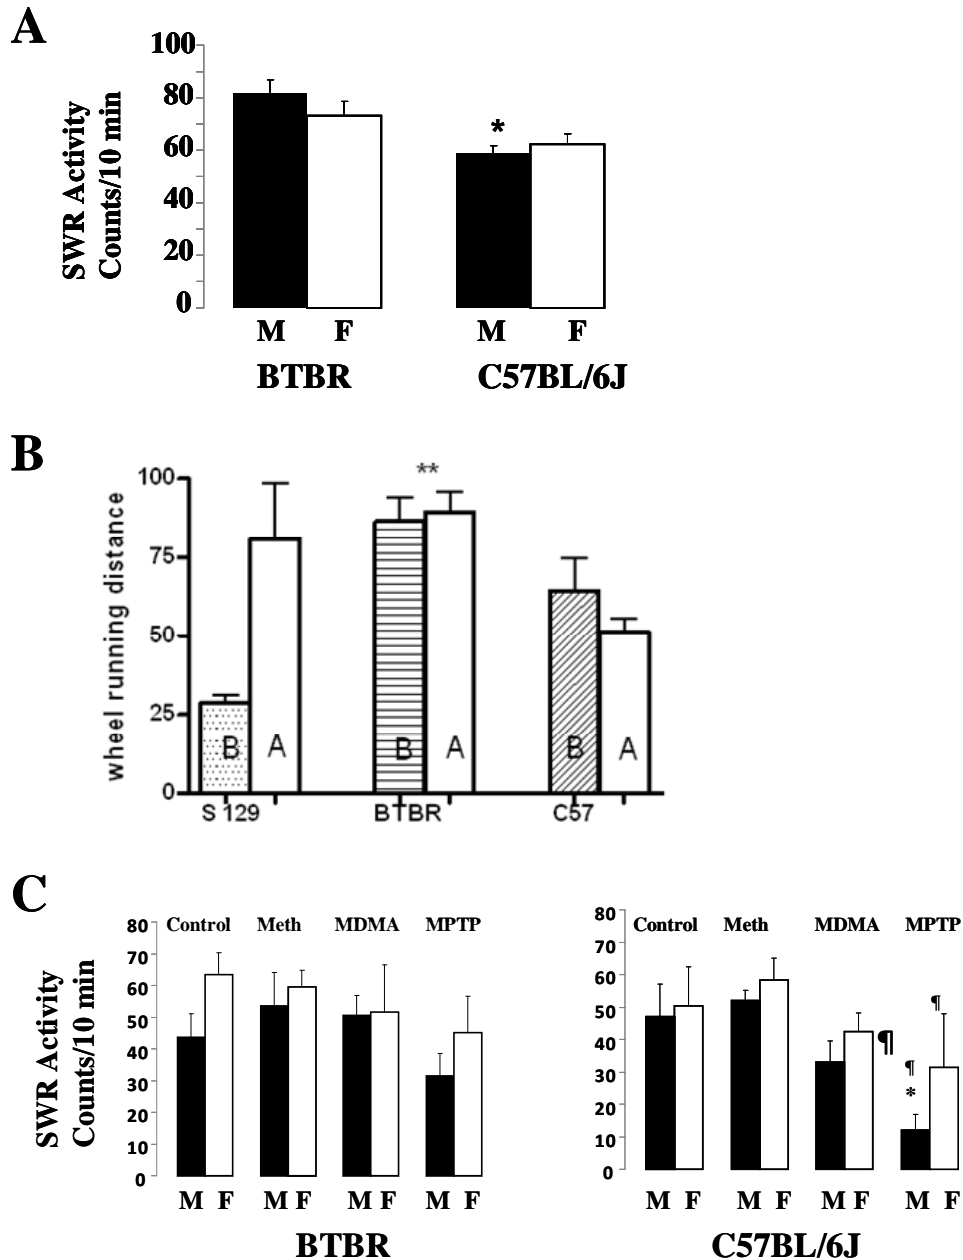 A
SWR Activity
Counts/10 min
100
80
60
40
20
0
*
M F M F
BTBR C57BL/6J
B
wheel running distance
100
75
50
25
0
**
B A B A B A
S 129 BTBR C57
C
SWR Activity
Counts/10 min
Control Meth MDMA MPTP
80
70
60
50
40
30
20
10
0
M F M F M F M F
BTBR
Control Meth MDMA MPTP
80
70
60
50
40
30
20
10
0
¶
¶
¶
*
M F M F M F M F
C57BL/6J